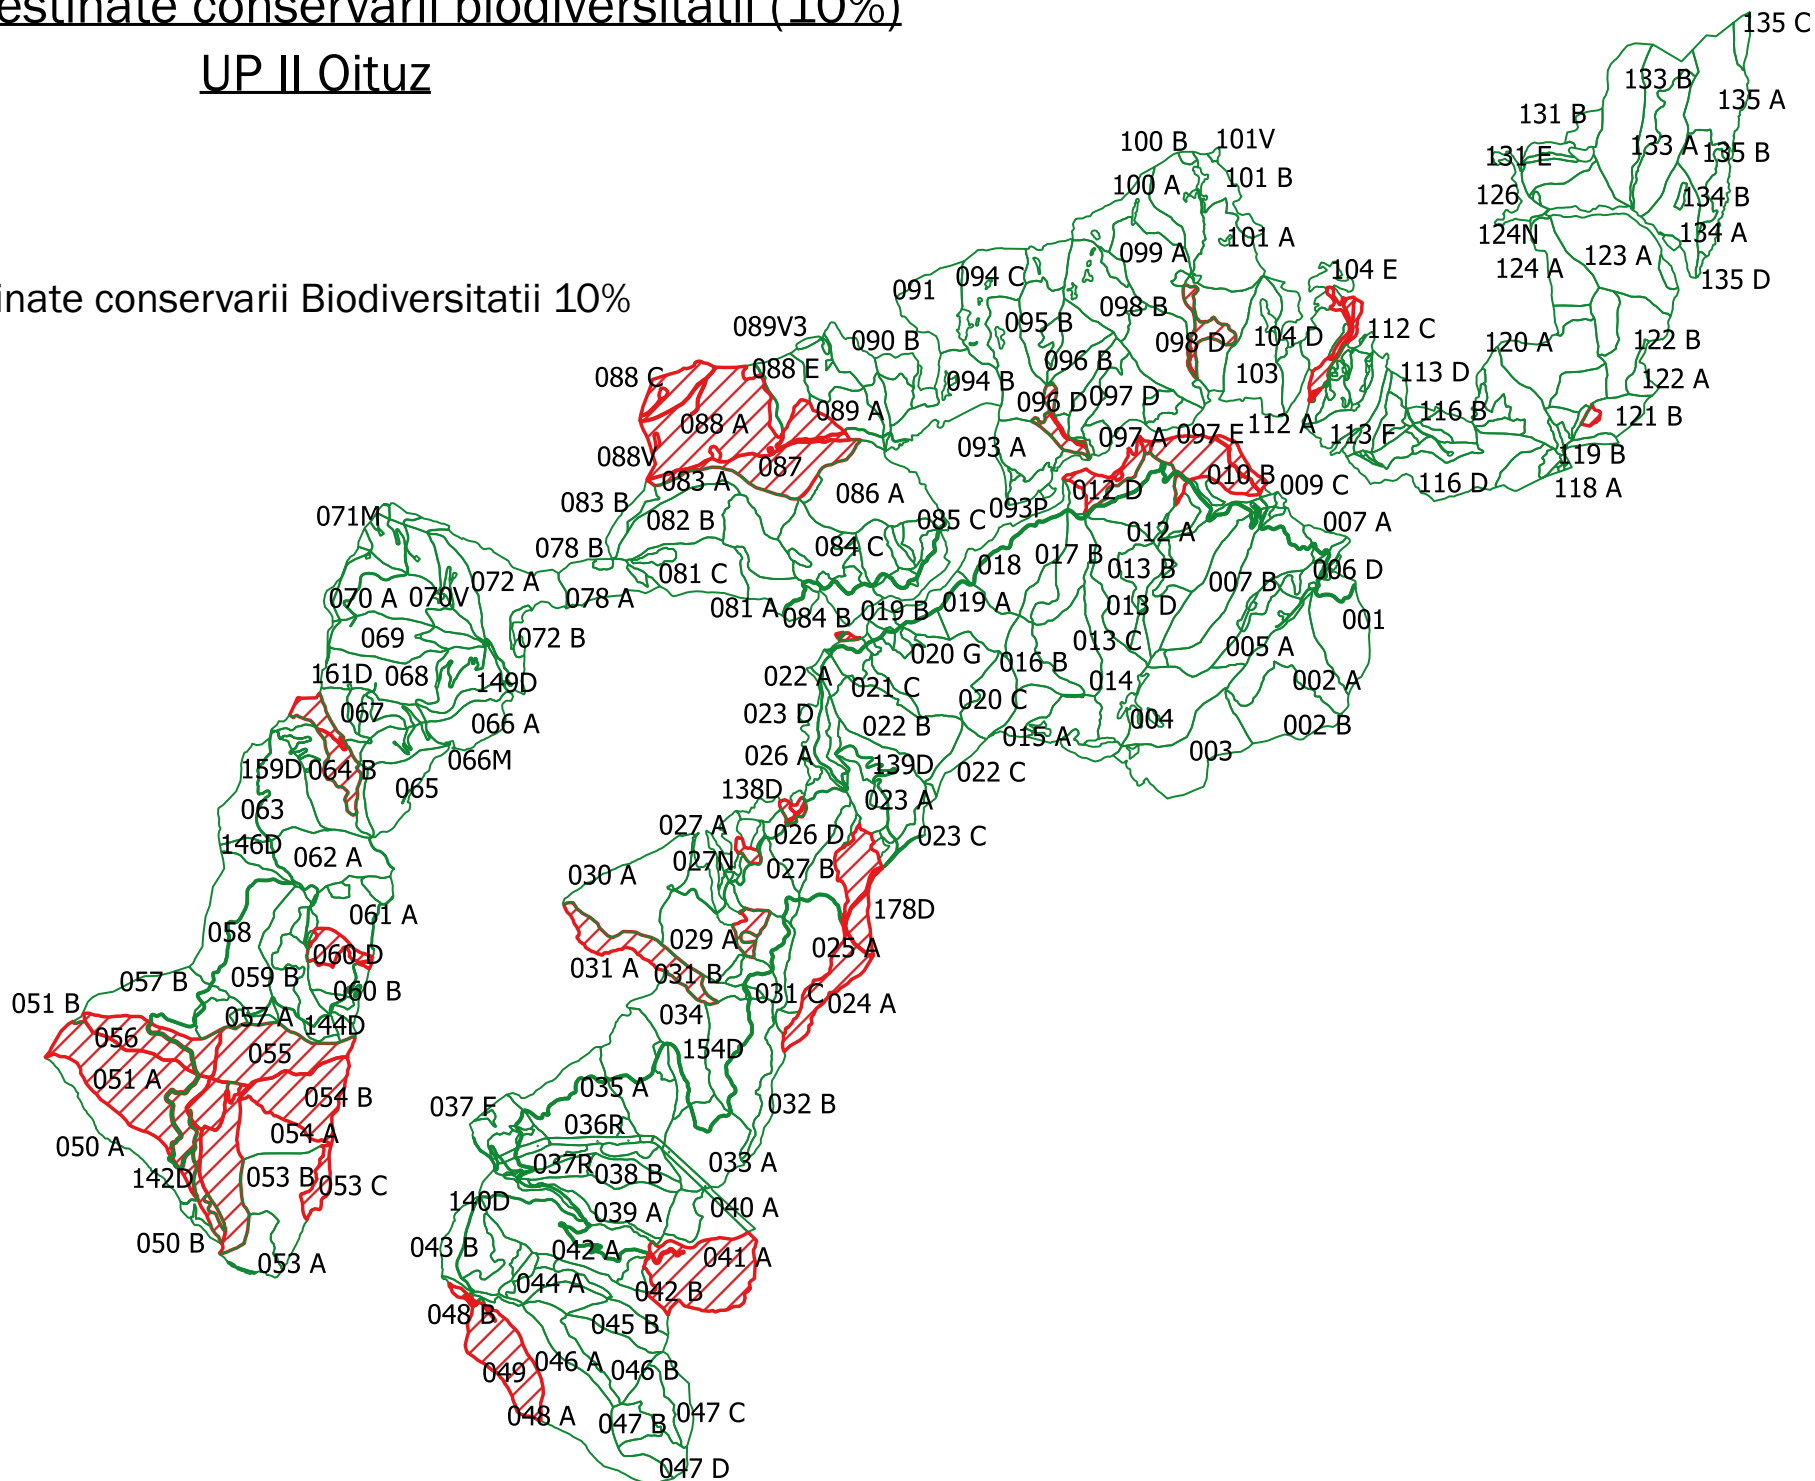 estinate conservarii biodiversitatii (10%)
UP II Oituz
inate conservarii Biodiversitatii 10%
135 C
133 B
135 A
131 B
133 A
135 B
131 E
126
134 B
124N
134 A
123 A
124 A
135 D
120 A
122 B
122 A
121 B
119 B
118 A
100 B
101V
100 A
101 B
099 A
101 A
104 E
094 C
091
098 B
095 B
098 D
104 D
112 C
089V3
090 B
096 B
103
113 D
088 E
088 C
094 B
096 D
097 D
116 B
089 A
088 A
097 A
097 E
112 A
113 F
093 A
088V
087
010 B
116 D
083 A
012 D
009 C
086 A
083 B
093P
082 B
085 C
007 A
012 A
071M
078 B
084 C
017 B
018
013 B
006 D
081 C
072 A
007 B
070 A
070V
078 A
081 A
019 A
013 D
084 B
019 B
001
069
072 B
013 C
005 A
020 G
016 B
161D
068
149D
022 A
021 C
014
002 A
020 C
067
023 D
066 A
022 B
004
002 B
015 A
003
026 A
066M
139D
022 C
159D
064 B
065
138D
023 A
063
027 A
026 D
023 C
146D
062 A
027N
027 B
030 A
061 A
178D
058
029 A
025 A
060 D
031 A
031 B
059 B
057 B
060 B
031 C
024 A
051 B
057 A
144D
034
056
055
154D
051 A
035 A
054 B
037 F
032 B
036R
054 A
050 A
037R
038 B
033 A
142D
053 B
053 C
140D
039 A
040 A
050 B
043 B
042 A
041 A
053 A
044 A
042 B
048 B
045 B
046 A
046 B
049
048 A
047 B
047 C
047 D